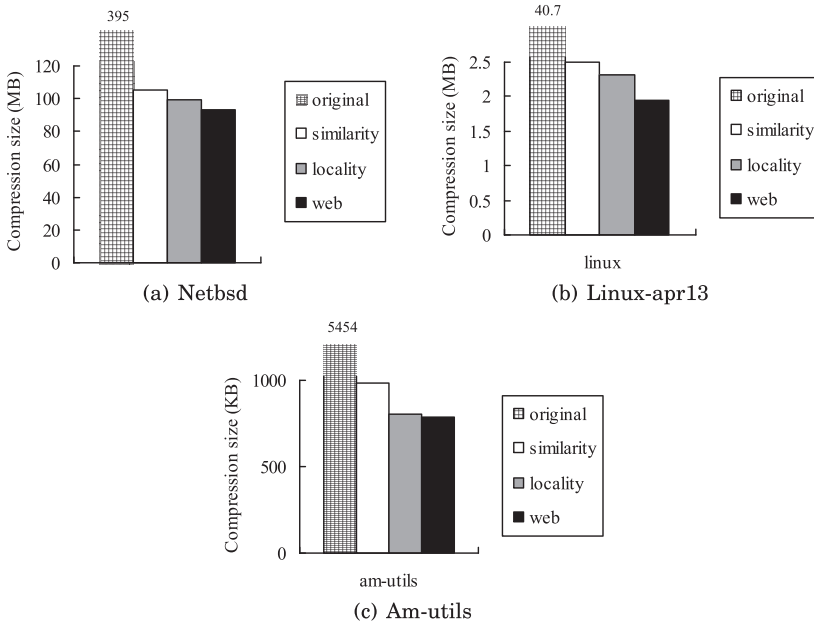 395
Compression size (MB)
120
100
80
60
40
20
0
original
similarity
locality
web
(a) Netbsd
40.7
Compression size (MB)
2.5
2
1.5
1
0.5
0
linux
original
similarity
locality
web
(b) Linux-apr13
5454
Compression size (KB)
1000
500
0
am-utils
original
similarity
locality
web
(c) Am-utils